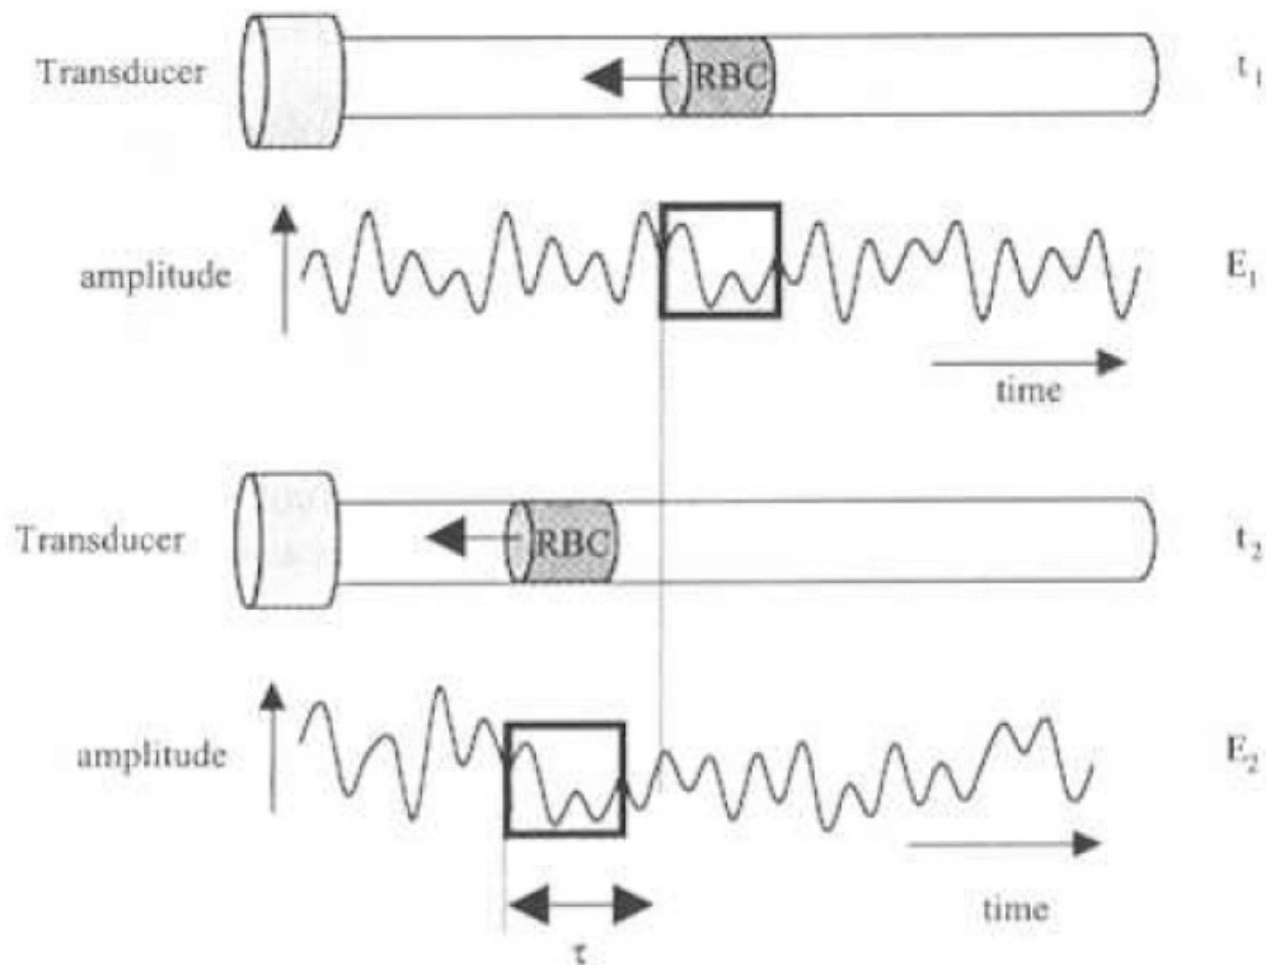 Transducer RBC t1
amplitude E1
time
Transducer RBC t2
amplitude E2
time
τ